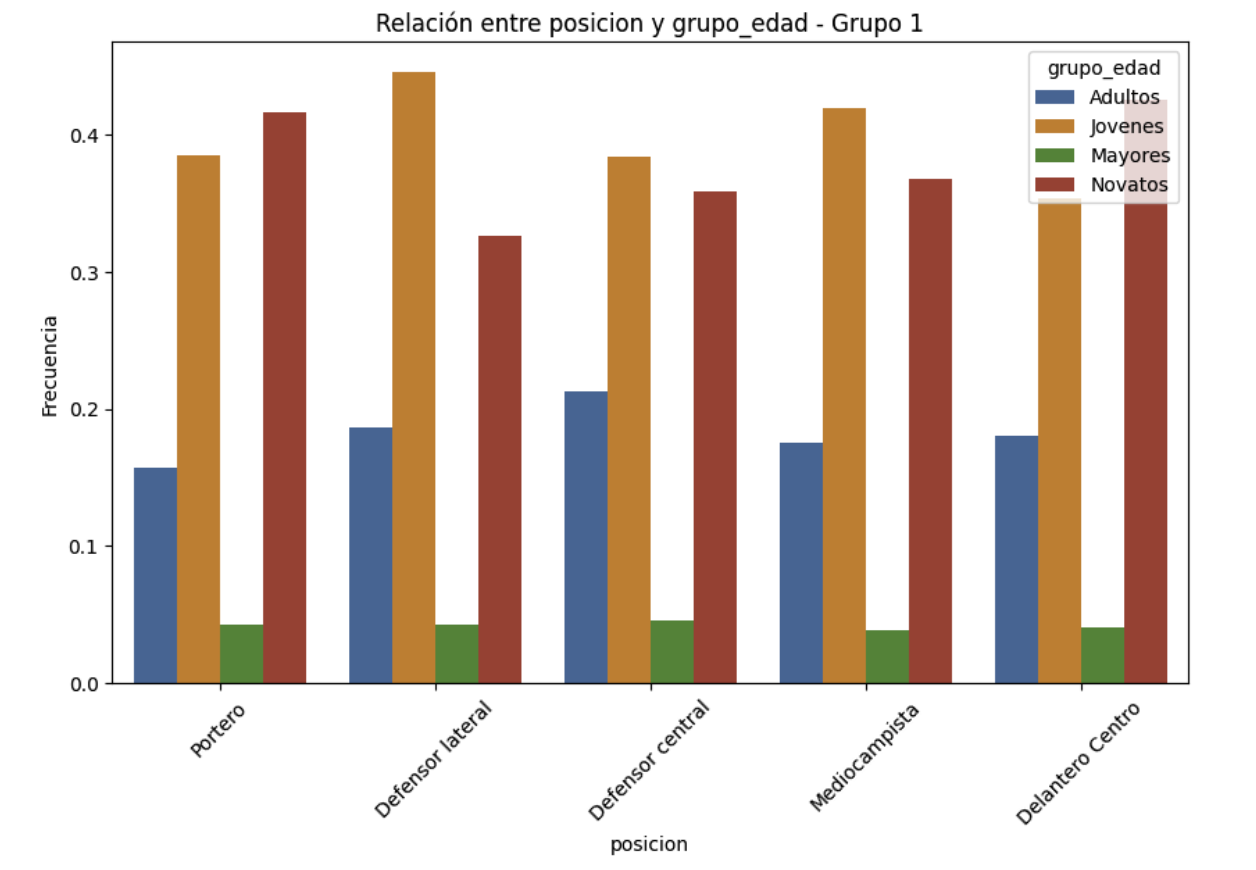 Relación entre posicion y grupo_edad - Grupo 1
grupo_edad
Adultos
Jovenes
Mayores
Novatos
Frecuencia
0.4
0.3
0.2
0.1
0.0
Portero
Defensor lateral
Defensor central
Mediocampista
Delantero Centro
posicion